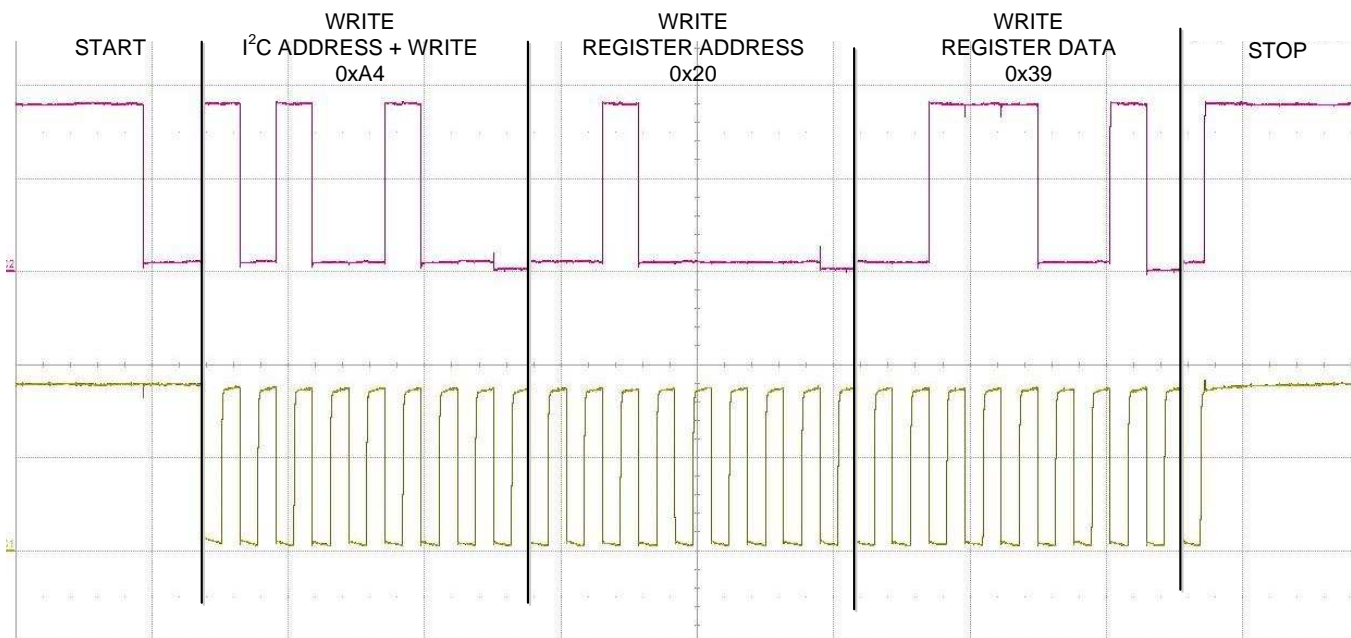 START
WRITE
I²C ADDRESS + WRITE
0xA4
WRITE
REGISTER ADDRESS
0x20
WRITE
REGISTER DATA
0x39
STOP